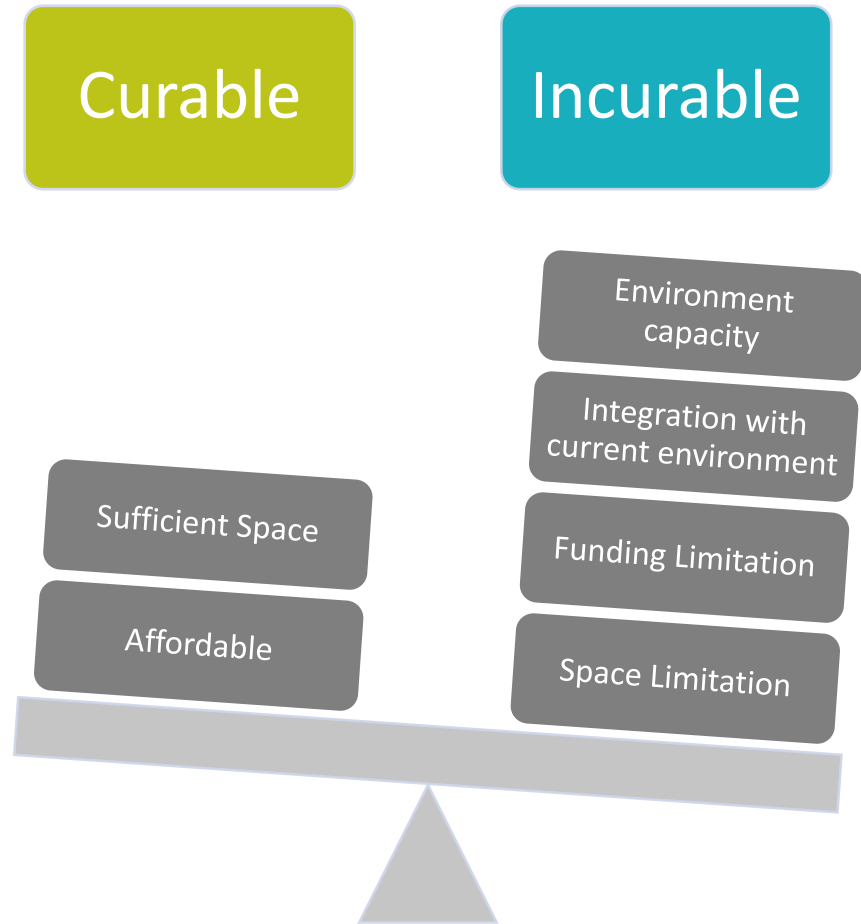 Curable
Incurable
Environment
capacity
Integration with
current environment
Sufficient Space
Funding Limitation
Affordable
Space Limitation